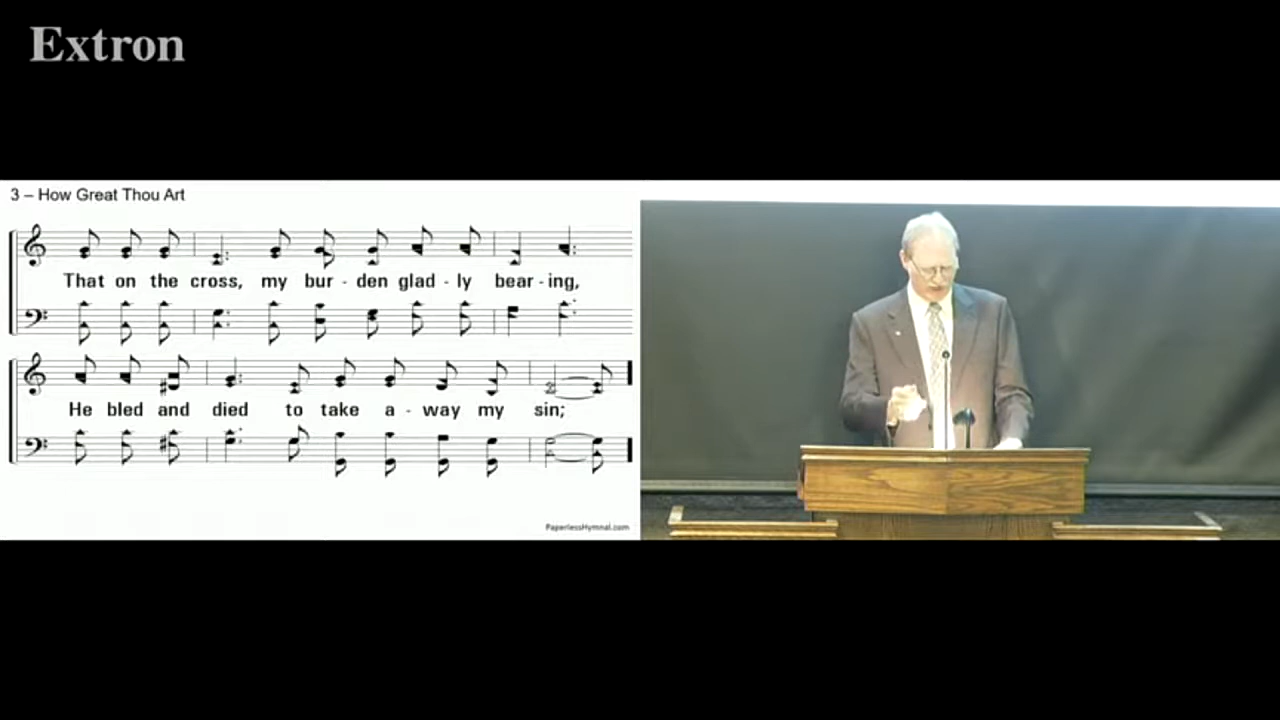 Extron
3 – How Great Thou Art
That on the cross, my bur - den glad - ly bear - ing,
He bled and died to take a - way my sin;
PaperlessHymnal.com